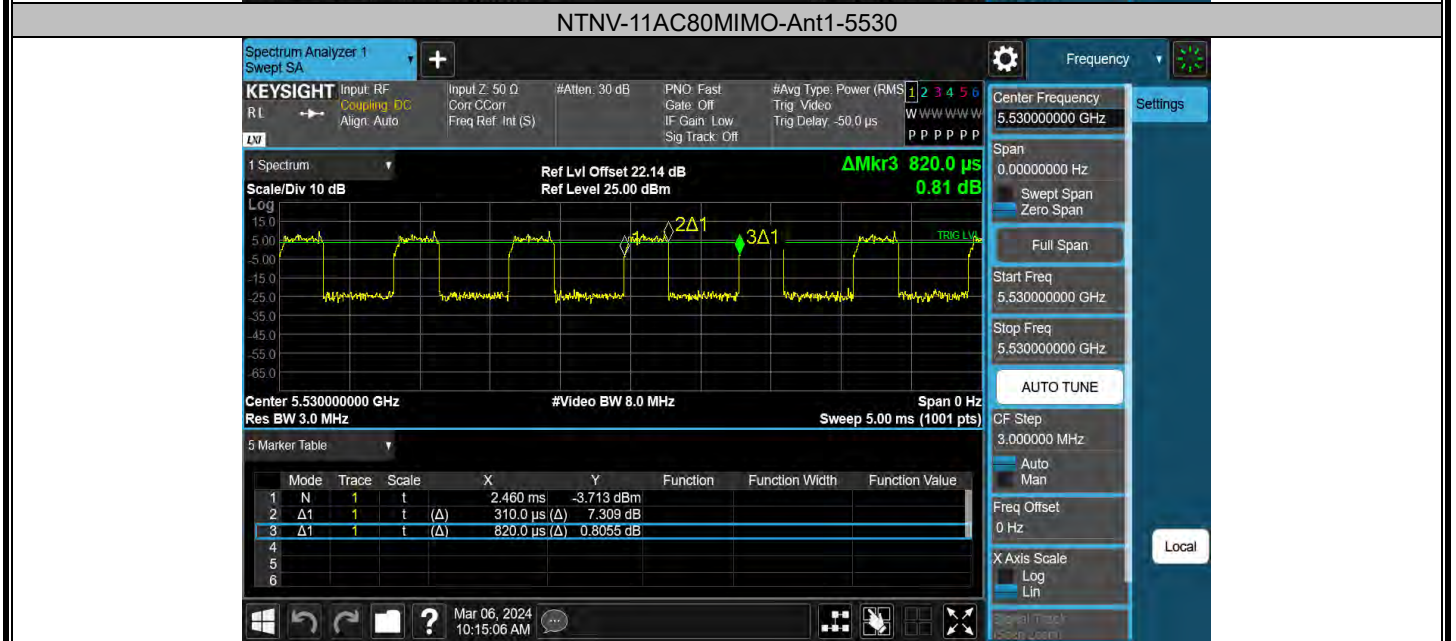 NTNV-11AC80MIMO-Ant1-5530
Spectrum Analyzer 1
Swept SA
Frequency
KEYSIGHT
RL
LXI
Input: RF
Coupling: DC
Align: Auto
Input Z: 50 Ω
Corr CCorr
Freq Ref: Int (S)
#Atten: 30 dB
PNO: Fast
Gate: Off
IF Gain: Low
Sig Track: Off
#Avg Type: Power (RMS
Trig: Video
Trig Delay: -50.0 µs
1 2 3 4 5 6
W W W W W W
P P P P P P
1 Spectrum
Scale/Div 10 dB
Ref Lvl Offset 22.14 dB
Ref Level 25.00 dBm
ΔMkr3 820.0 µs
0.81 dB
Log
15.0
5.00
-5.00
-15.0
-25.0
-35.0
-45.0
-55.0
-65.0
1
2Δ1
3Δ1
Center 5.530000000 GHz
Res BW 3.0 MHz
#Video BW 8.0 MHz
Span 0 Hz
Sweep 5.00 ms (1001 pts)
5 Marker Table
Mode Trace Scale X Y Function Function Width Function Value
1 N 1 t 2.460 ms -3.713 dBm
2 Δ1 1 t (Δ) 310.0 µs (Δ) 7.309 dB
3 Δ1 1 t (Δ) 820.0 µs (Δ) 0.8055 dB
4
5
6
?
Mar 06, 2024
10:15:06 AM
Center Frequency
5.530000000 GHz
Settings
Span
0.00000000 Hz
Swept Span
Zero Span
Full Span
Start Freq
5.530000000 GHz
Stop Freq
5.530000000 GHz
AUTO TUNE
CF Step
3.000000 MHz
Auto
Man
Freq Offset
0 Hz
X Axis Scale
Log
Lin
Signal Track
(Span Zoom)
Local